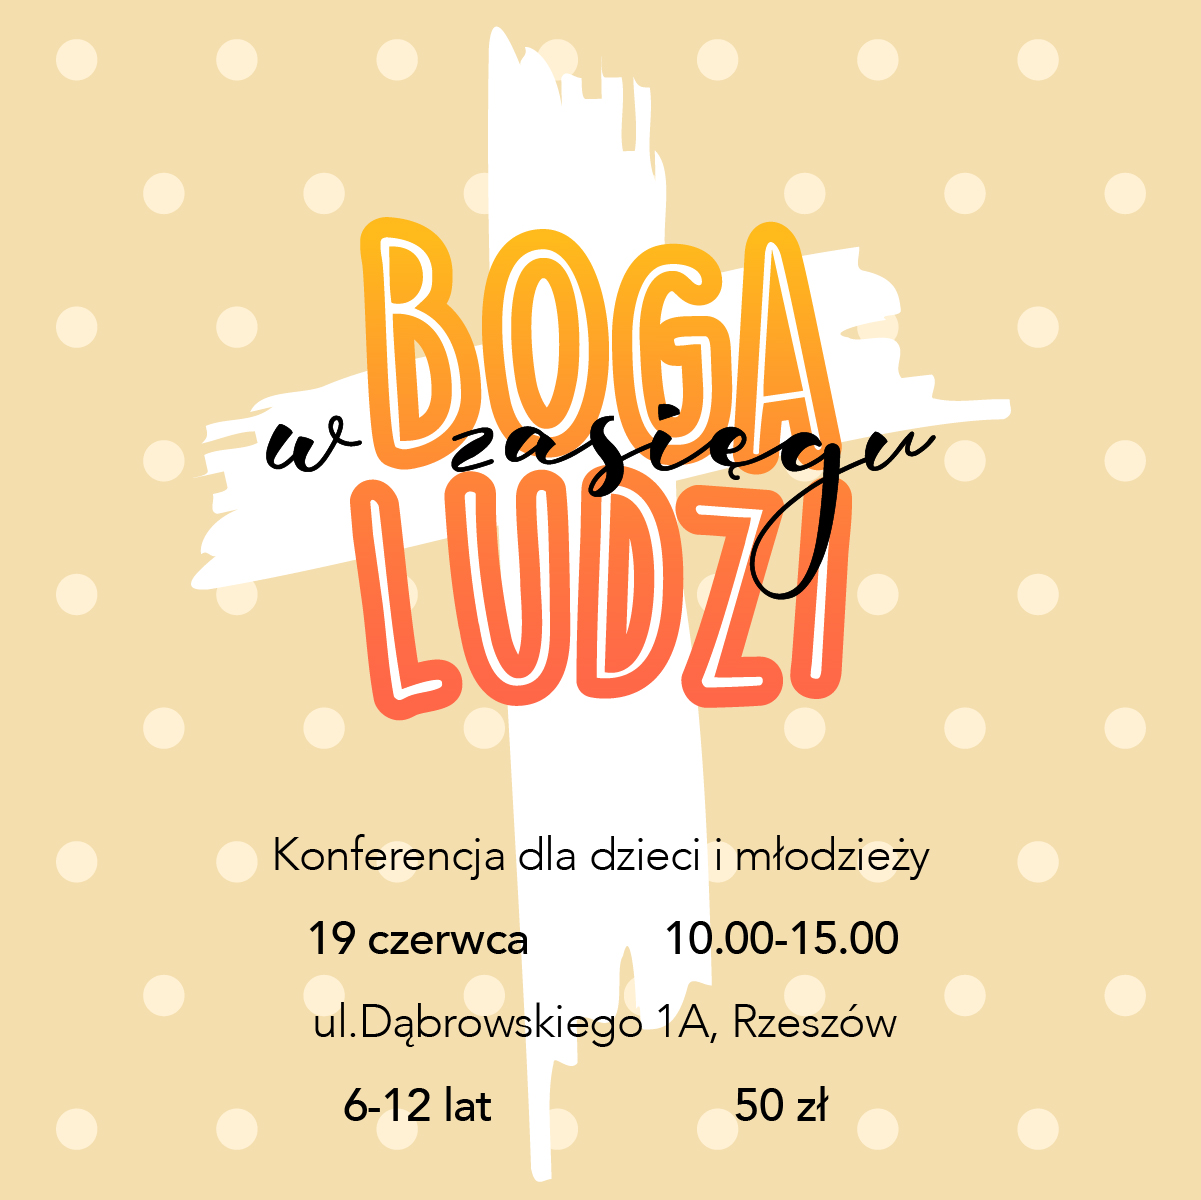 BOGA
w zasięgu
LUDZI
Konferencja dla dzieci i młodzieży
19 czerwca 10.00-15.00
ul.Dąbrowskiego 1A, Rzeszów
6-12 lat 50 zł